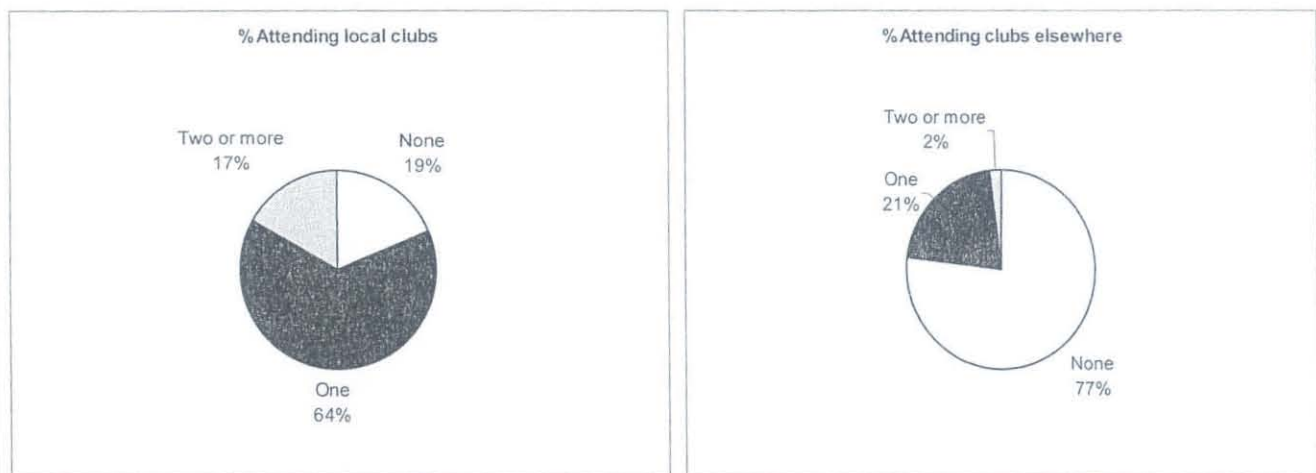 % Attending local clubs
Two or more
17%
None
19%
One
64%
% Attending clubs elsewhere
Two or more
2%
One
21%
None
77%